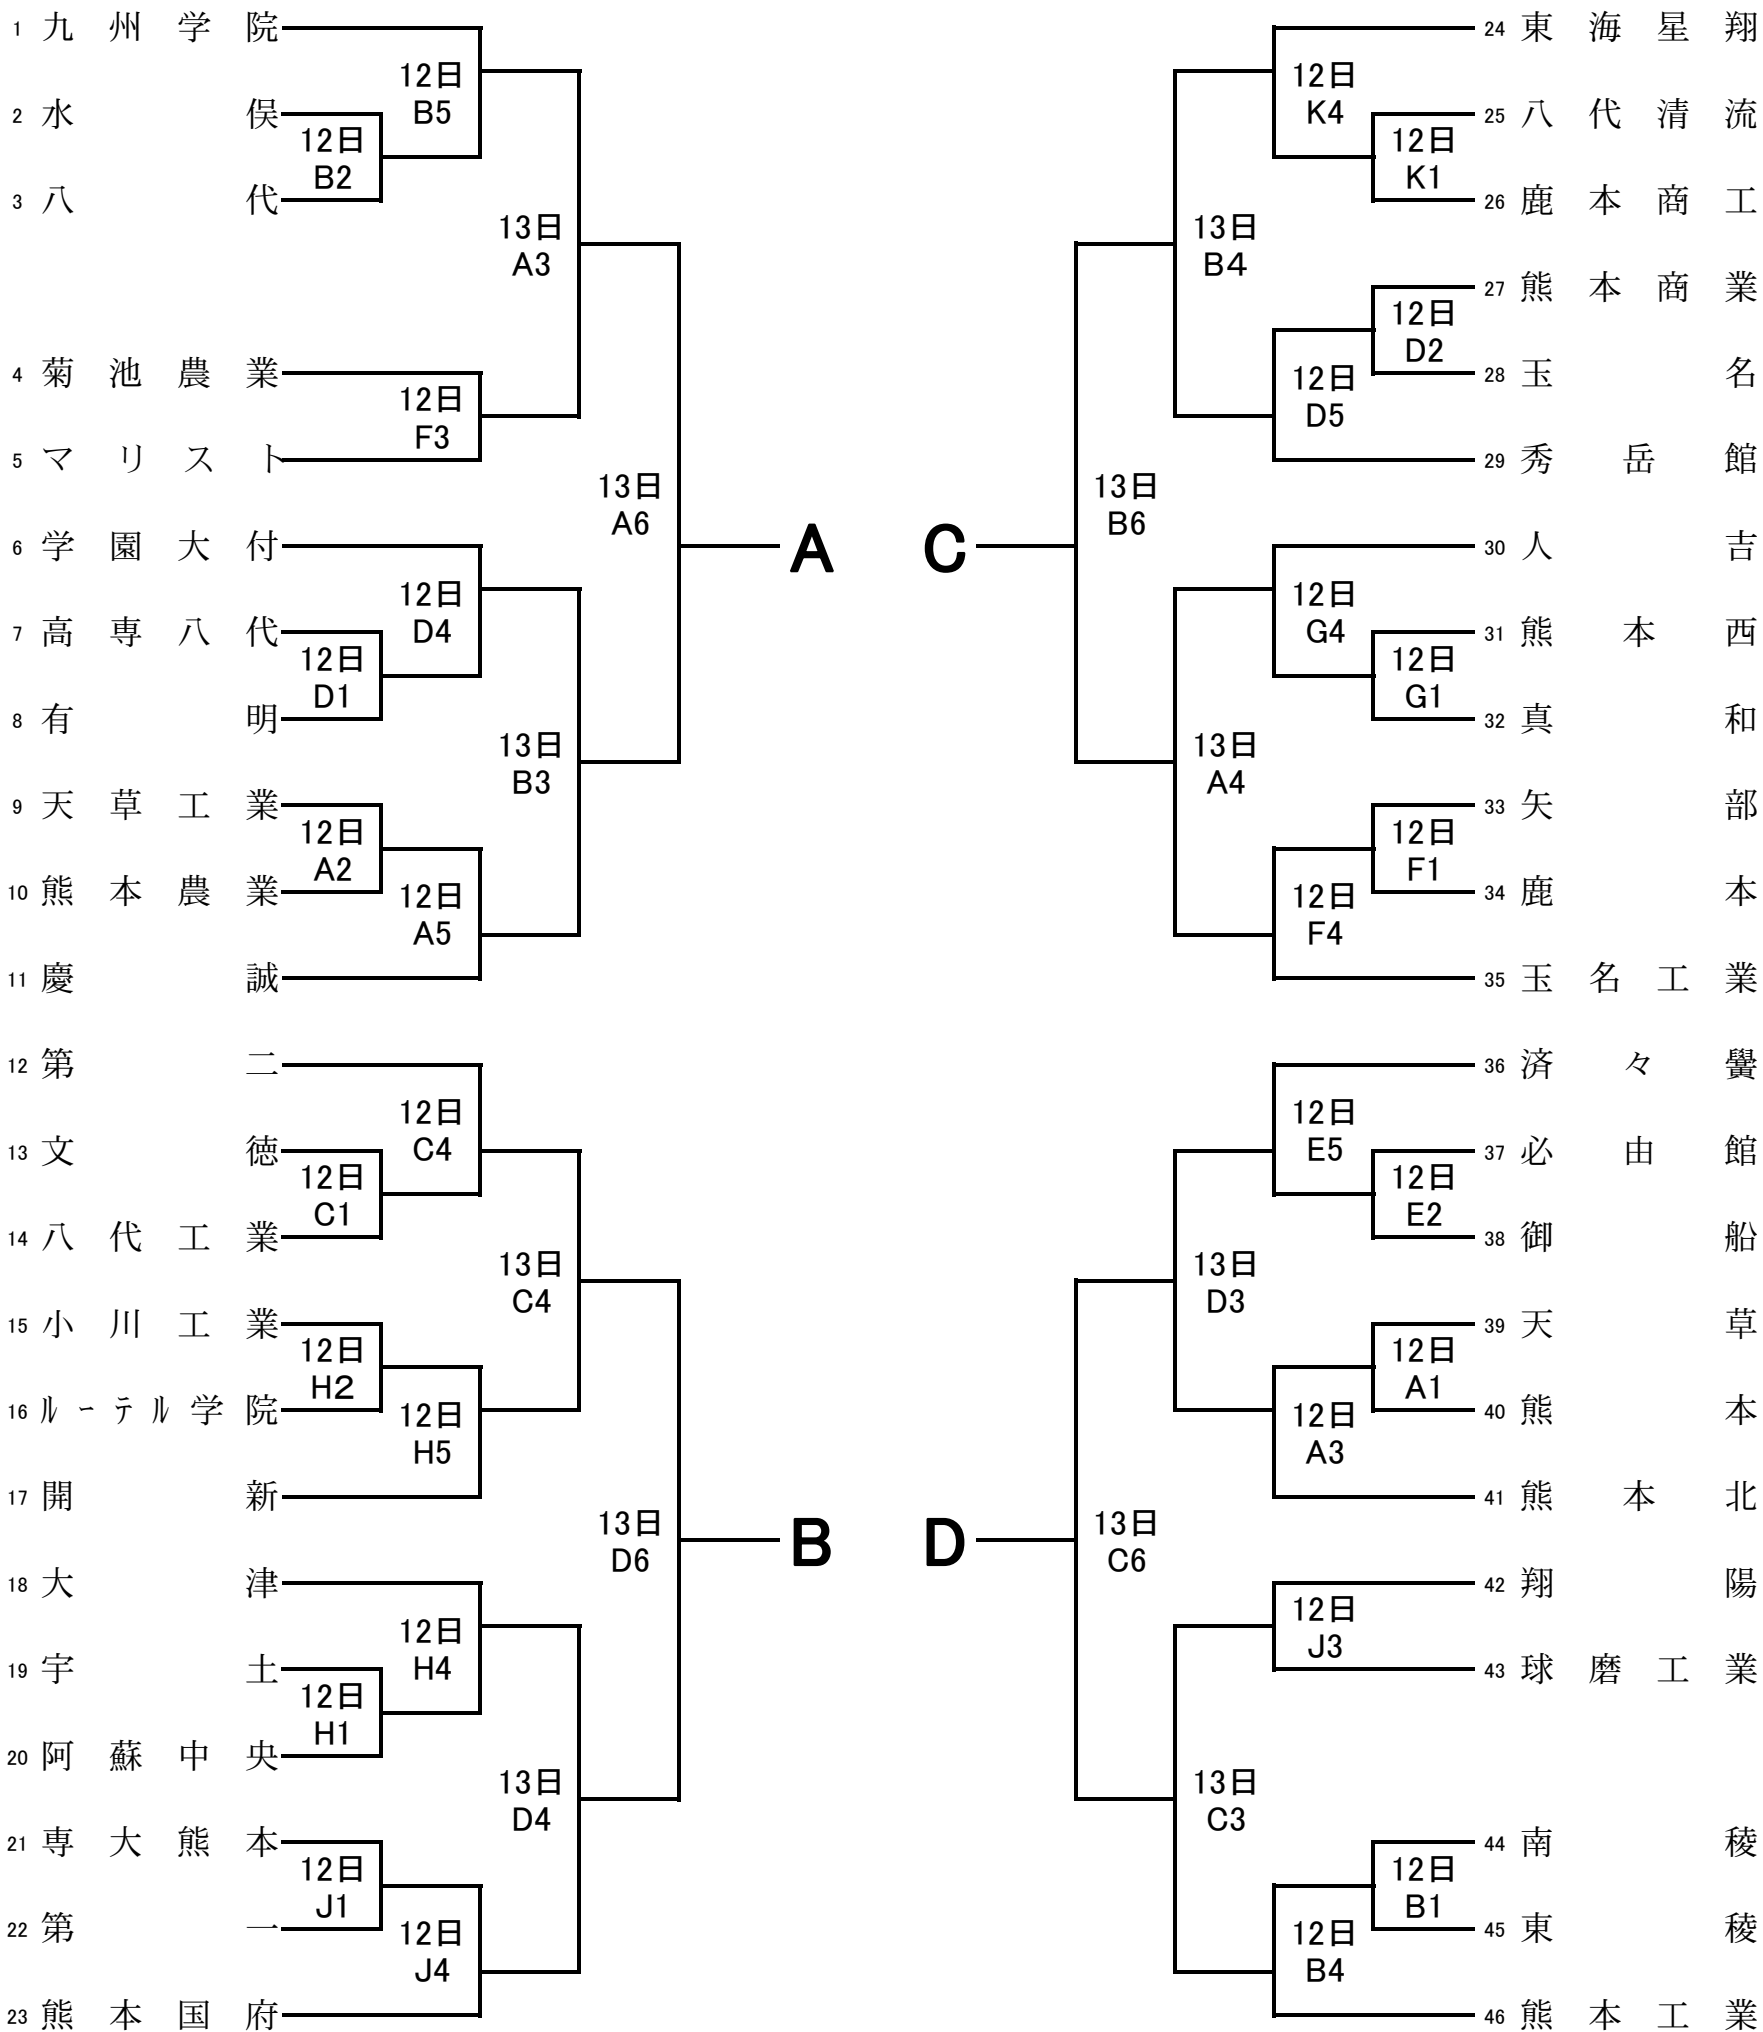 1 九州学院
2 水俣
3 八代
4 菊池農業
5 マリスト
6 学園大付
7 高専八代
8 有明
9 天草工業
10 熊本農業
11 慶誠
12 第二
13 文徳
14 八代工業
15 小川工業
16 ﾙｰﾃﾙ学院
17 開新
18 大津
19 宇土
20 阿蘇中央
21 専大熊本
22 第一
23 熊本国府
12日
B2
12日
D1
12日
A2
12日
C1
12日
H2
12日
H1
12日
J1
12日
B5
12日
F3
12日
D4
12日
A5
12日
C4
12日
H5
12日
H4
12日
J4
13日
A3
13日
B3
13日
C4
13日
D4
13日
A6
13日
D6
A
B
C
D
13日
B6
13日
C6
13日
B4
13日
A4
13日
D3
13日
C3
12日
K4
12日
D5
12日
G4
12日
F4
12日
E5
12日
A3
12日
J3
12日
B4
12日
K1
12日
D2
12日
G1
12日
F1
12日
E2
12日
A1
12日
B1
24 東海星翔
25 八代清流
26 鹿本商工
27 熊本商業
28 玉名
29 秀岳館
30 人吉
31 熊本西
32 真和
33 矢部
34 鹿本
35 玉名工業
36 済々黌
37 必由館
38 御船
39 天草
40 熊本
41 熊本北
42 翔陽
43 球磨工業
44 南稜
45 東稜
46 熊本工業